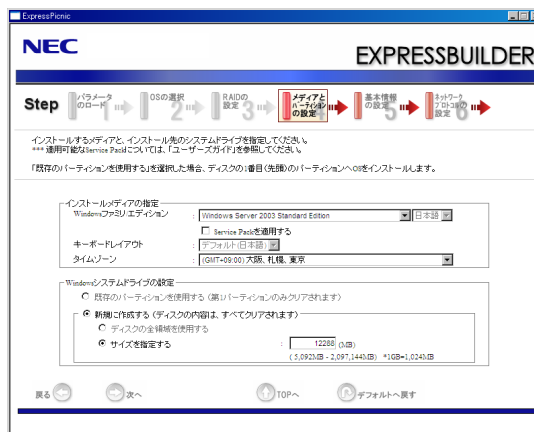 ExpressPicnic
NEC
EXPRESSBUILDER
Step パラメータのロード 1 OSの選択 2 RAIDの設定 3 メディアとパーティションの設定 4 基本情報の設定 5 ネットワークプロトコルの設定 6
インストールするメディアと、インストール先のシステムドライブを指定してください。
*** 適用可能なService Packについては、「ユーザーズガイド」を参照してください。
「既存のパーティションを使用する」を選択した場合、ディスクの1番目(先頭)のパーティションへOSをインストールします。
インストールメディアの指定
Windowsファミリ/エディション : Windows Server 2003 Standard Edition 日本語
Service Packを適用する
キーボードレイアウト : デフォルト(日本語)
タイムゾーン : (GMT+09:00) 大阪、札幌、東京
Windowsシステムドライブの設定
既存のパーティションを使用する (第1パーティションのみクリアされます)
新規に作成する (ディスクの内容は、すべてクリアされます)
ディスクの全領域を使用する
サイズを指定する : 12288 (MB)
( 5,092MB - 2,097,144MB) *1GB=1,024MB
戻る 次へ TOPへ デフォルトへ戻す